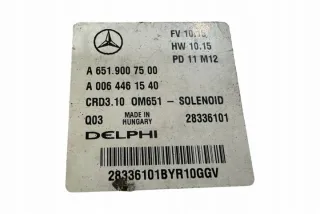 FV 10.15
HW 10.15
PD 11 M12
A 651.900 75 00
A 006 446 15 40
CRD3.10 OM651 - SOLENOID
Q03 MADE IN HUNGARY 28336101
DELPHI
28336101BYR10GGV